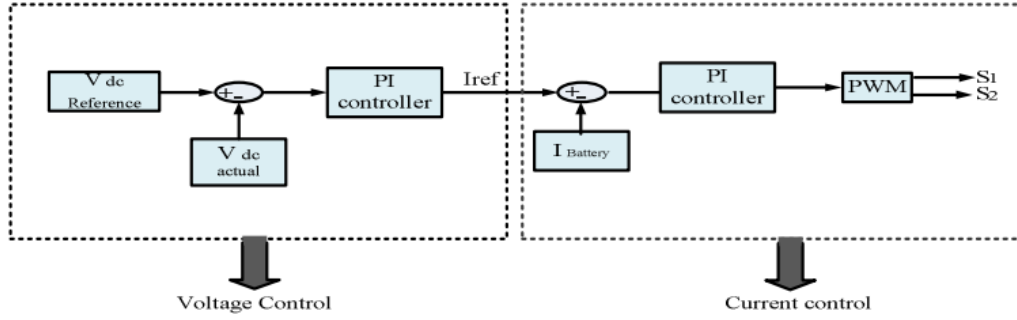 V dc
Reference
+ -
V dc
actual
PI
controller
Iref
+ -
I Battery
PI
controller
PWM
S1
S2
Voltage Control
Current control